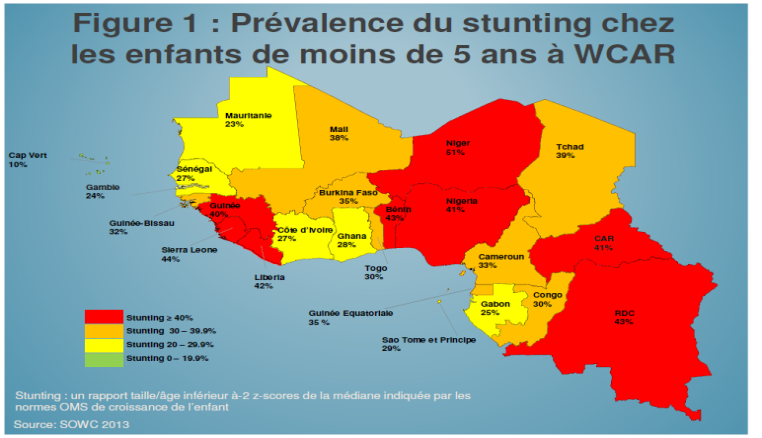 Figure 1 : Prévalence du stunting chez
les enfants de moins de 5 ans à WCAR
Mauritanie
23%
Mali
38%
Niger
51%
Tchad
39%
Cap Vert
10%
Sénégal
27%
Gambie
24%
Burkina Faso
35%
Guinée
40%
Bénin
43%
Nigeria
41%
Guinée-Bissau
32%
Côte d'Ivoire
27%
Ghana
28%
CAR
41%
Sierra Leone
44%
Cameroun
33%
Liberia
42%
Togo
30%
Congo
30%
Gabon
25%
Guinée Equatoriale
35 %
RDC
43%
Sao Tome et Principe
29%
Stunting ≥ 40%
Stunting 30 – 39.9%
Stunting 20 – 29.9%
Stunting 0 – 19.9%
Stunting : un rapport taille/âge inférieur à-2 z-scores de la médiane indiquée par les
normes OMS de croissance de l'enfant
Source: SOWC 2013